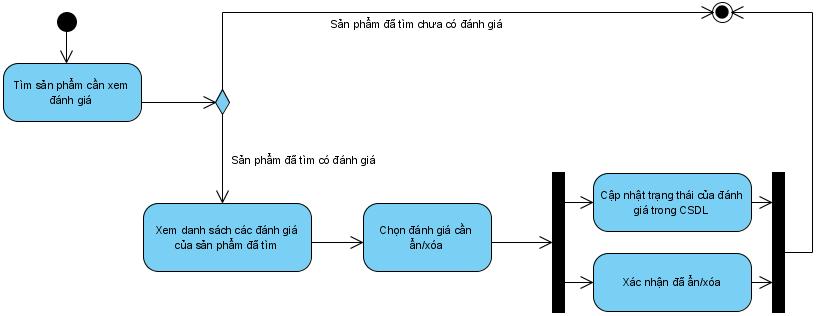 Sản phẩm đã tìm chưa có đánh giá
Tìm sản phẩm cần xem
đánh giá
Sản phẩm đã tìm có đánh giá
Xem danh sách các đánh giá
của sản phẩm đã tìm
Chọn đánh giá cần
ẩn/xóa
Cập nhật trạng thái của đánh
giá trong CSDL
Xác nhận đã ẩn/xóa